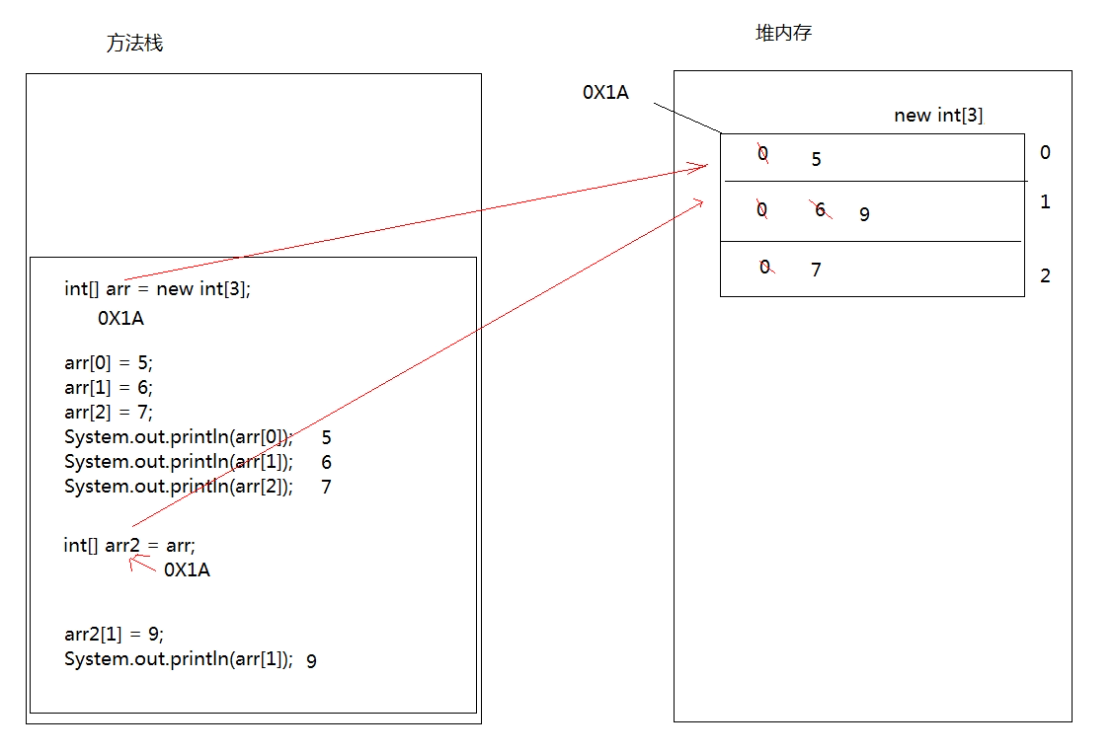 方法栈
int[] arr = new int[3];
0X1A
arr[0] = 5;
arr[1] = 6;
arr[2] = 7;
System.out.println(arr[0]); 5
System.out.println(arr[1]); 6
System.out.println(arr[2]); 7
int[] arr2 = arr;
0X1A
arr2[1] = 9;
System.out.println(arr[1]); 9
堆内存
0X1A
new int[3]
0 5 0
0 6 9 1
0 7 2